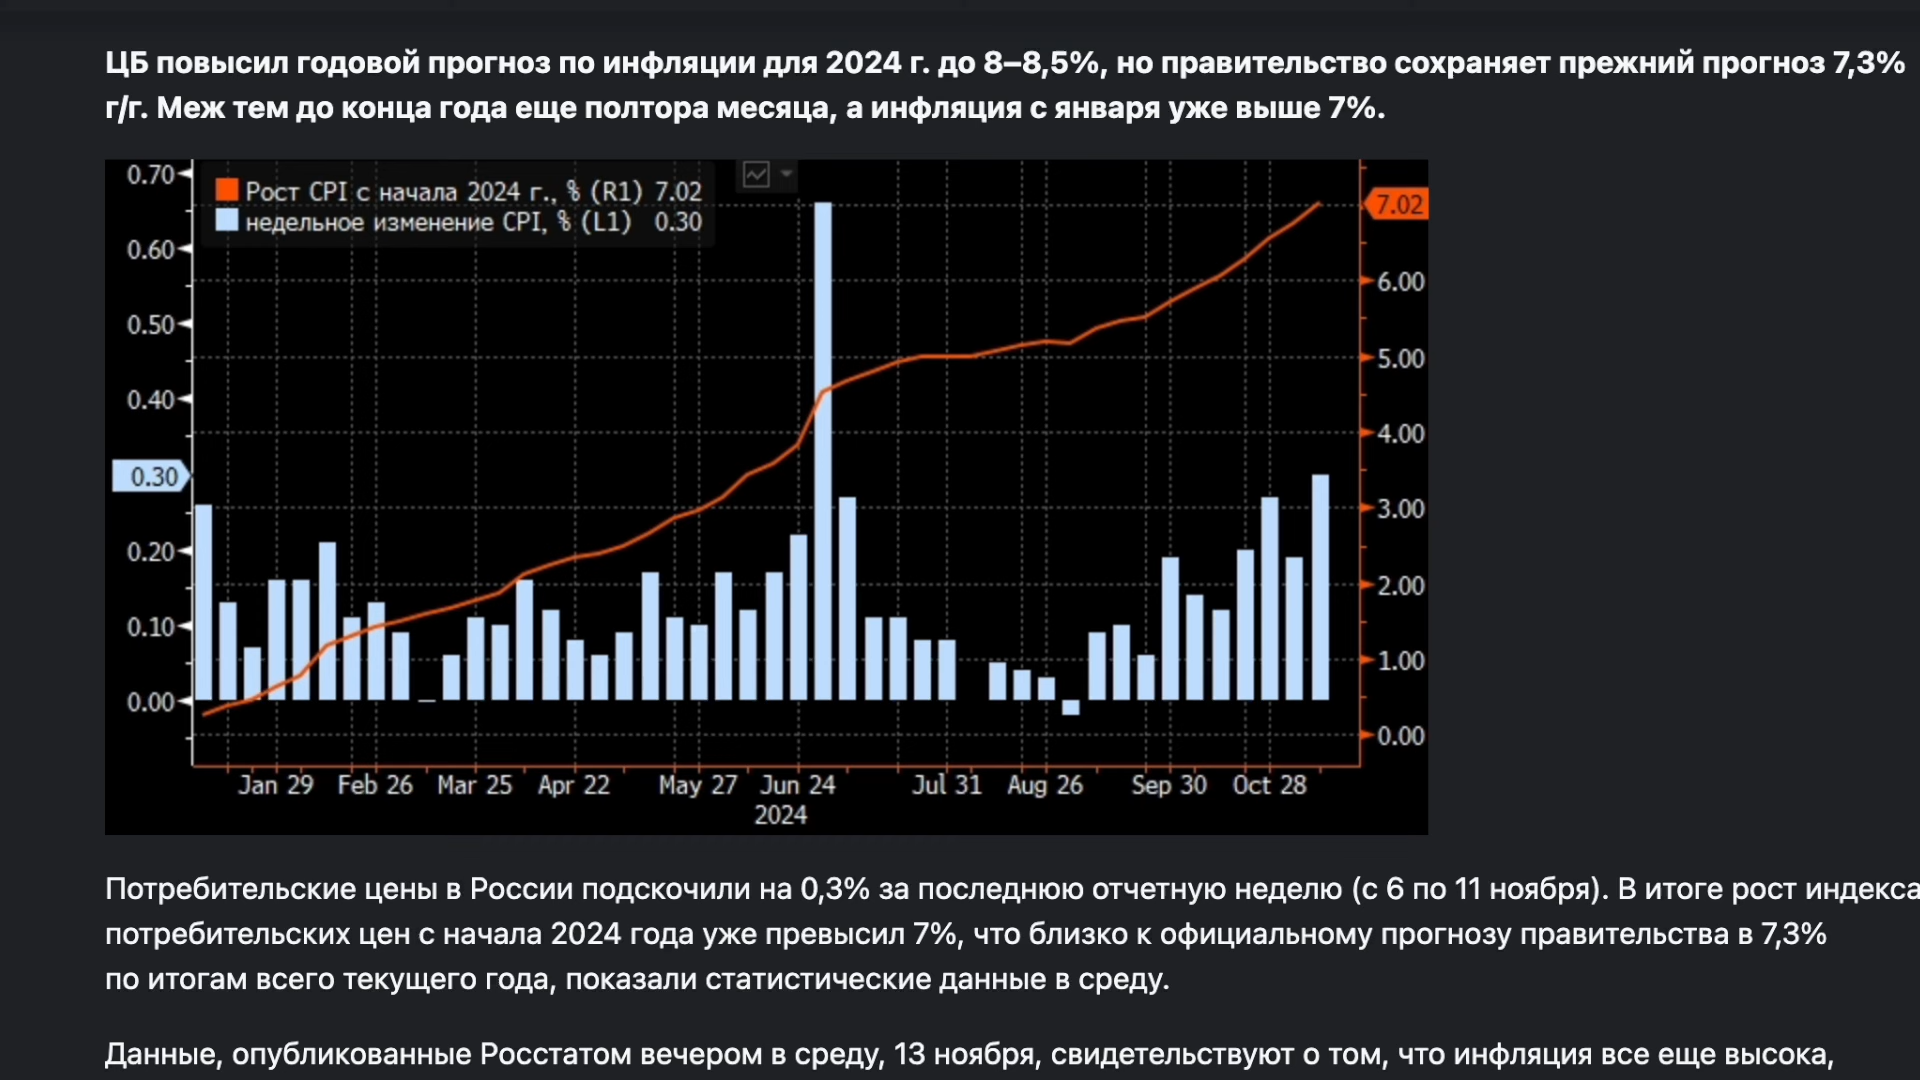 ЦБ повысил годовой прогноз по инфляции для 2024 г. до 8–8,5%, но правительство сохраняет прежний прогноз 7,3%
г/г. Меж тем до конца года еще полтора месяца, а инфляция с января уже выше 7%.
Рост CPI с начала 2024 г., % (R1) 7.02
недельное изменение CPI, % (L1) 0.30
0.70
0.60
0.50
0.40
0.30
0.20
0.10
0.00
7.02
6.00
5.00
4.00
3.00
2.00
1.00
0.00
Jan 29 Feb 26 Mar 25 Apr 22 May 27 Jun 24 Jul 31 Aug 26 Sep 30 Oct 28
2024
Потребительские цены в России подскочили на 0,3% за последнюю отчетную неделю (с 6 по 11 ноября). В итоге рост индекса
потребительских цен с начала 2024 года уже превысил 7%, что близко к официальному прогнозу правительства в 7,3%
по итогам всего текущего года, показали статистические данные в среду.
Данные, опубликованные Росстатом вечером в среду, 13 ноября, свидетельствуют о том, что инфляция все еще высока,